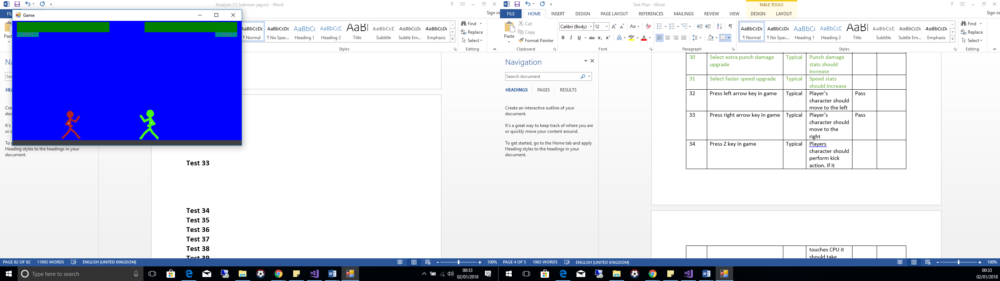 Analysis (1) (rahman jagun) - Word
Sign in
Game
CPU
You
AaBbCcDc AaBbCcDc AaBbCc AaBbCcC AaBl AaBbCcD AaBbCcDc AaBbCcDc
¶ Normal ¶ No Spac... Heading 1 Heading 2 Title Subtitle Subtle Em... Emphasis
Styles
Find
Replace
Select
Editing
Heading styles to the headings in your
document.
Test 33
Test 34
Test 35
Test 36
Test 37
Test 38
Test 39
PAGE 82 OF 82 11892 WORDS ENGLISH (UNITED KINGDOM) 100%
Type here to search
00:33
02/01/2018
Test Plan - Word
TABLE TOOLS
Sign in
FILE HOME INSERT DESIGN PAGE LAYOUT REFERENCES MAILINGS REVIEW VIEW DESIGN LAYOUT
Paste
Cut
Copy
Format Painter
Clipboard
Calibri (Body) 12
Font
Paragraph
AaBbCcDc AaBbCcDc AaBbCc AaBbCcC AaBl AaBbCcD AaBbCcDc AaBbCcDc
¶ Normal ¶ No Spac... Heading 1 Heading 2 Title Subtitle Subtle Em... Emphasis
Styles
Find
Replace
Select
Editing
Navigation
Search document
HEADINGS PAGES RESULTS
Create an interactive outline of your
document.
It's a great way to keep track of where you are
or quickly move your content around.
To get started, go to the Home tab and apply
Heading styles to the headings in your
document.
30 Select extra punch damage upgrade Typical Punch damage stats should increase
31 Select faster speed upgrade Typical Speed stats should increase
32 Press left arrow key in game Typical Player's character should move to the left Pass
33 Press right arrow key in game Typical Player's character should move to the right Pass
34 Press Z key in game Typical Players character should perform kick action. If it
touches CPU it
should take
PAGE 4 OF 5 1065 WORDS ENGLISH (UNITED KINGDOM) 100%
00:33
02/01/2018